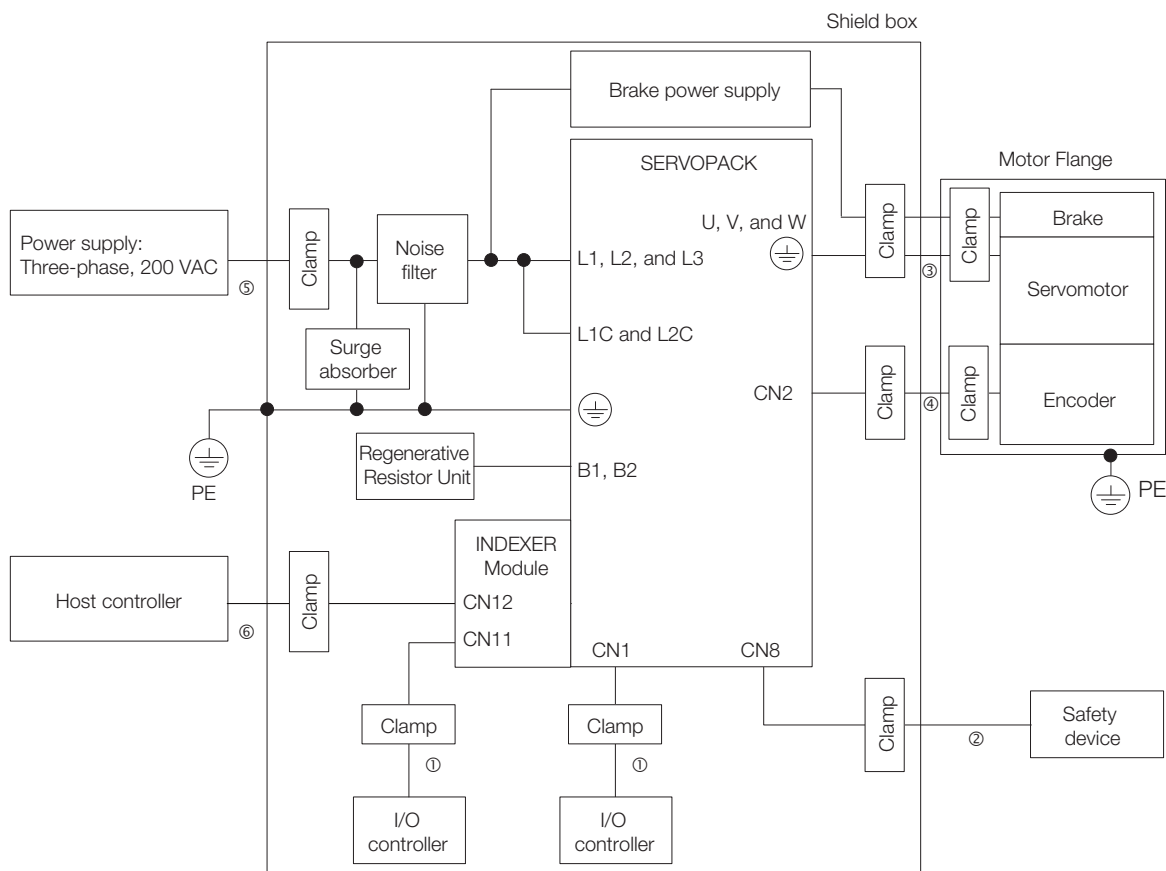 Shield box
Brake power supply
SERVOPACK
Motor Flange
Power supply:
Three-phase, 200 VAC
⑤
Clamp
Noise
filter
L1, L2, and L3
U, V, and W
Clamp
③
Clamp
Brake
Servomotor
L1C and L2C
Surge
absorber
CN2
Clamp
④
Clamp
Encoder
PE
Regenerative
Resistor Unit
B1, B2
PE
INDEXER
Module
Host controller
⑥
Clamp
CN12
CN11
CN1
CN8
Clamp
①
I/O
controller
Clamp
①
I/O
controller
Clamp
②
Safety
device